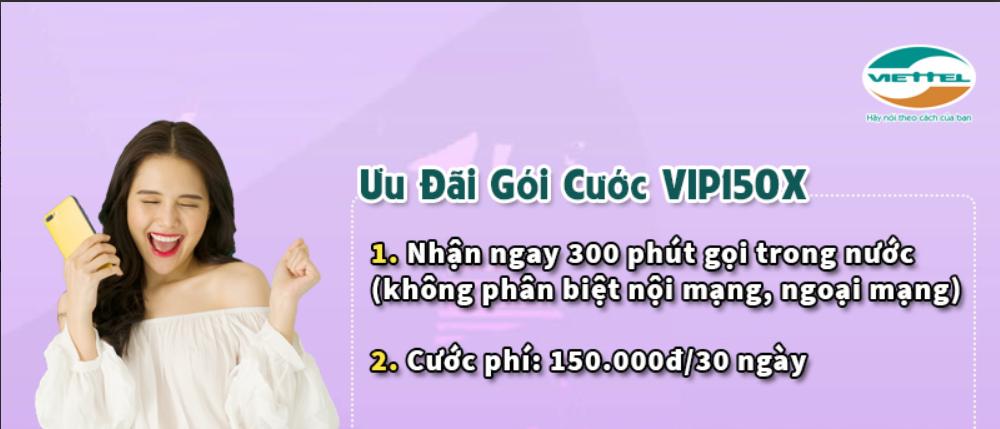 VIETTEL
Hãy nói theo cách của bạn
Ưu Đãi Gói Cước VIP150X
1. Nhận ngay 300 phút gọi trong nước
(không phân biệt nội mạng, ngoại mạng)
2. Cước phí: 150.000đ/30 ngày